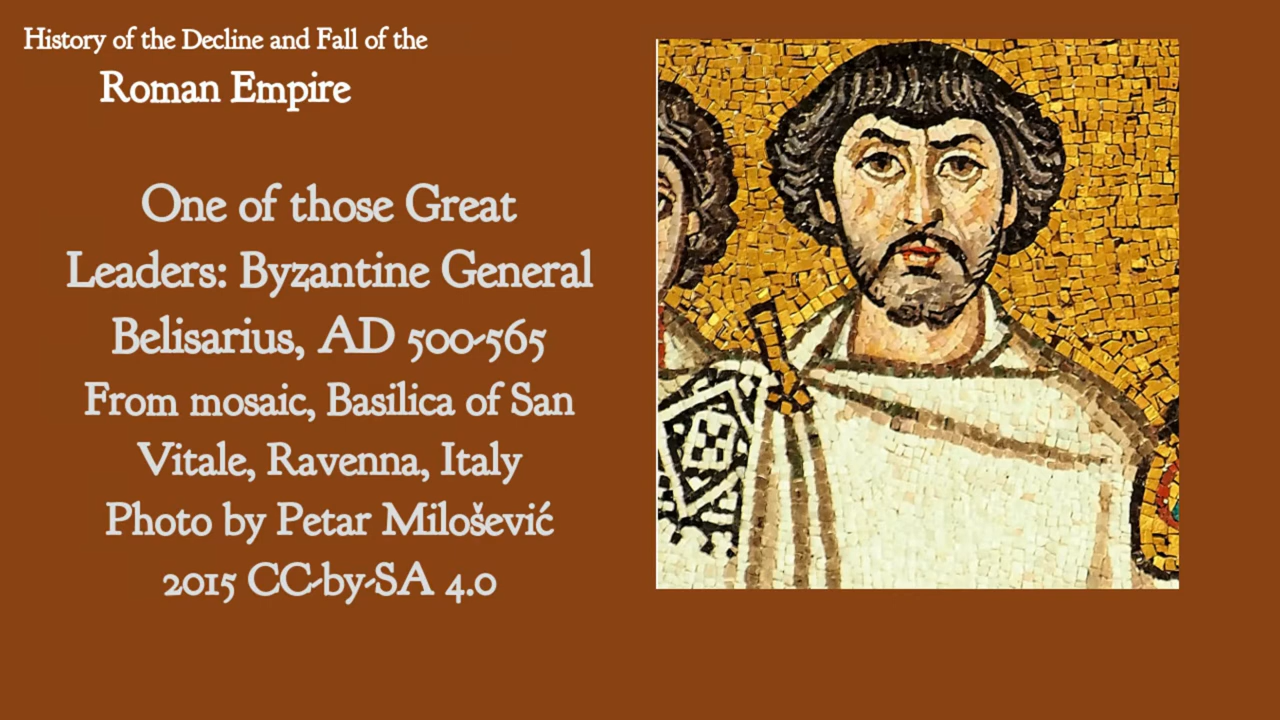 History of the Decline and Fall of the
Roman Empire
One of those Great
Leaders: Byzantine General
Belisarius, AD 500-565
From mosaic, Basilica of San
Vitale, Ravenna, Italy
Photo by Petar Milošević
2015 CC-by-SA 4.0